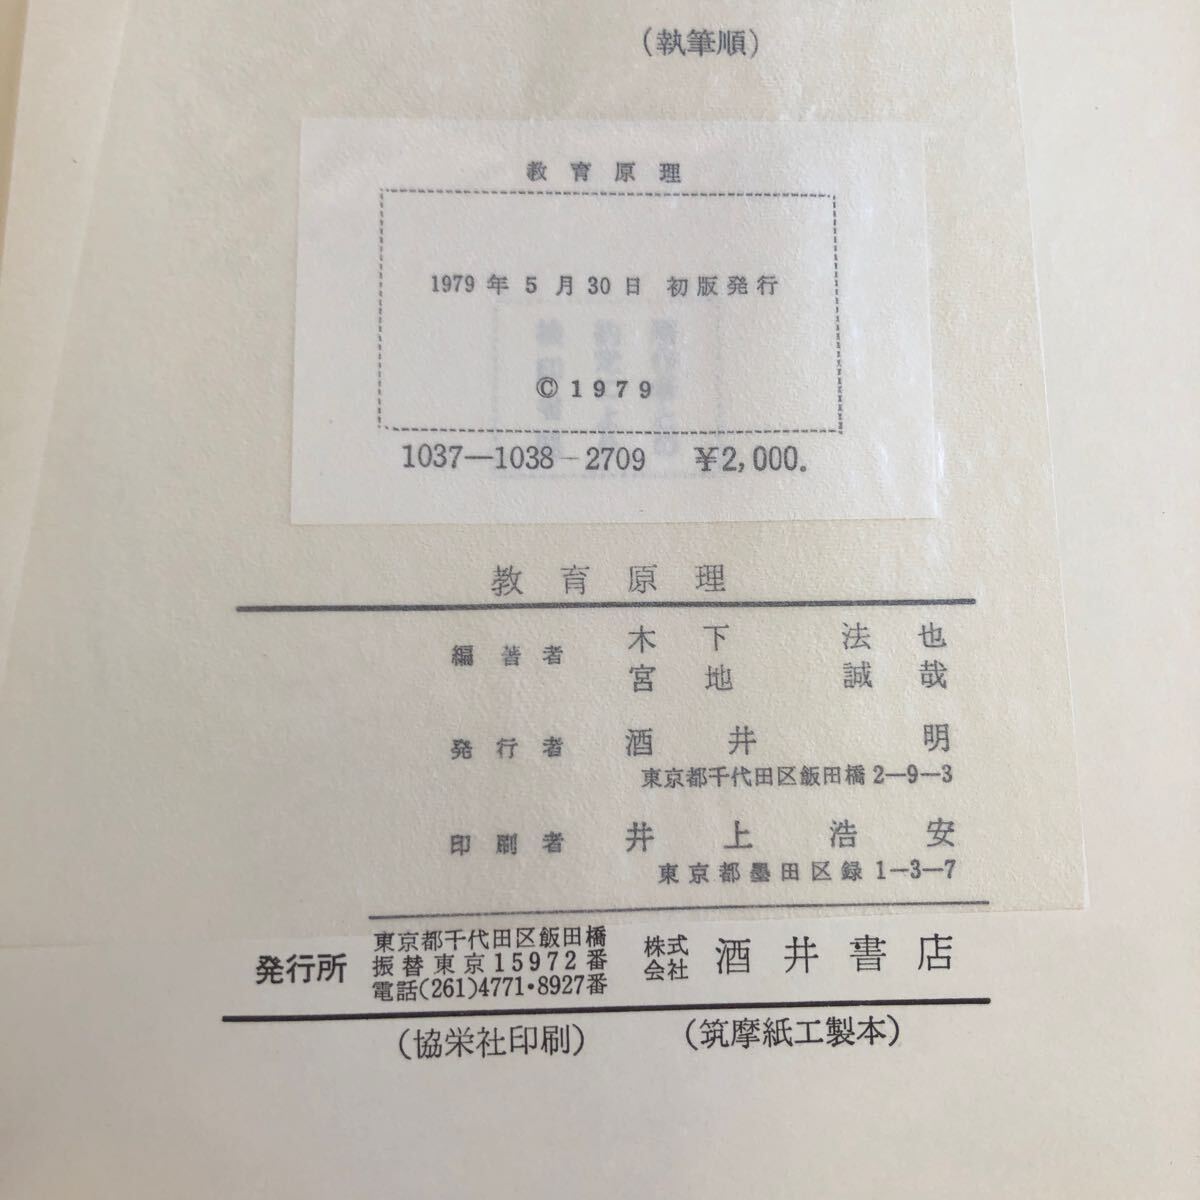 (執筆順)
教育原理
1979年5月30日 初版発行
©1979
1037—1038—2709 ¥2,000.
教育原理
編著者 木下法也
宮地誠哉
発行者 酒井明
東京都千代田区飯田橋2—9—3
印刷者 井上浩安
東京都墨田区録1—3—7
発行所
東京都千代田区飯田橋
振替東京15972番
電話(261)4771・8927番
株式会社 酒井書店
(協栄社印刷) (筑摩紙工製本)